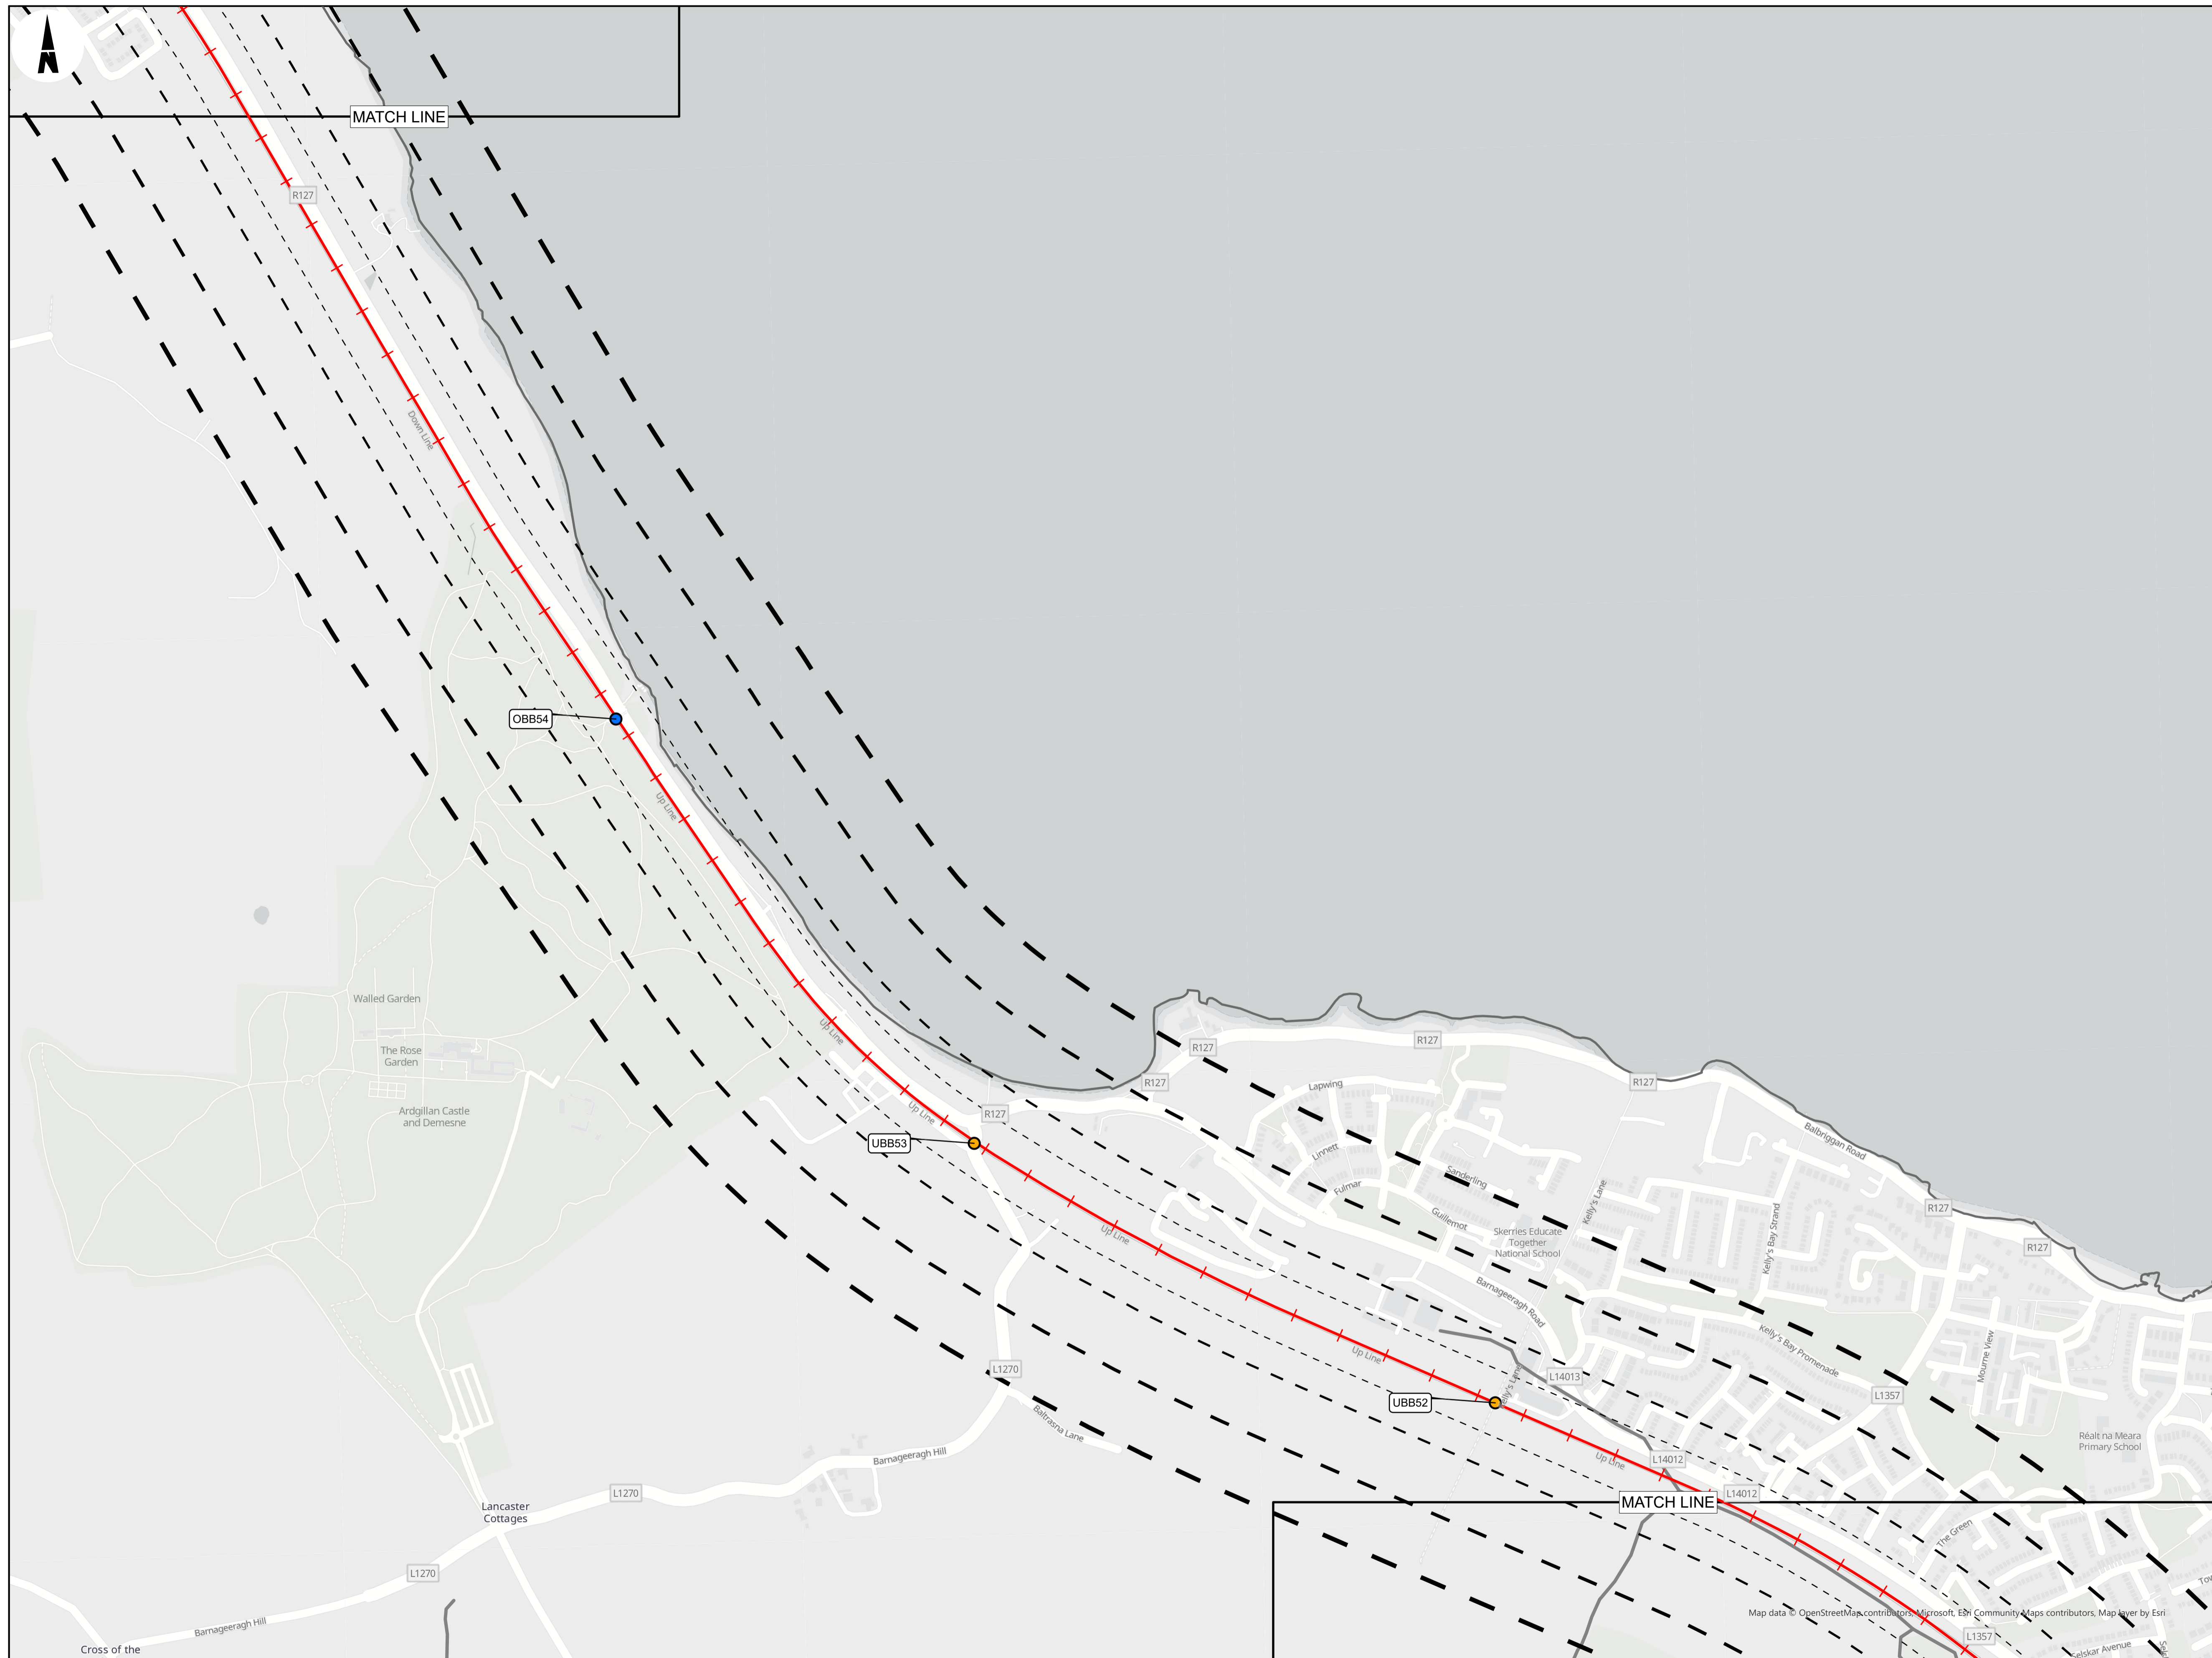 N
MATCH LINE
R127
Down Line
OBB54
Up Line
Walled Garden
The Rose
Garden
Ardgillan Castle
and Demesne
Up Line
Up Line
UBB53
R127
R127
R127
R127
R127
Lapwing
Linnett
Fulmar
Sanderling
Guillemot
Skerries Educate
Together
National School
Kelly's Lane
Kelly's Bay Strand
Balbriggan Road
R127
R127
Up Line
Barnageeragh Road
Kelly's Bay Promenade
Mourne View
L1357
Up Line
Kelly's Lane
L14013
UBB52
L1270
Baltrasna Lane
Réalt na Meara
Primary School
Barnageeragh Hill
Up Line
L14012
L14012
MATCH LINE
L1270
Lancaster
Cottages
The Green
L1270
Barnageeragh Hill
Cross of the
Map data © OpenStreetMap contributors, Microsoft, Esri Community Maps contributors, Map layer by Esri
L1357
Selskar Avenue